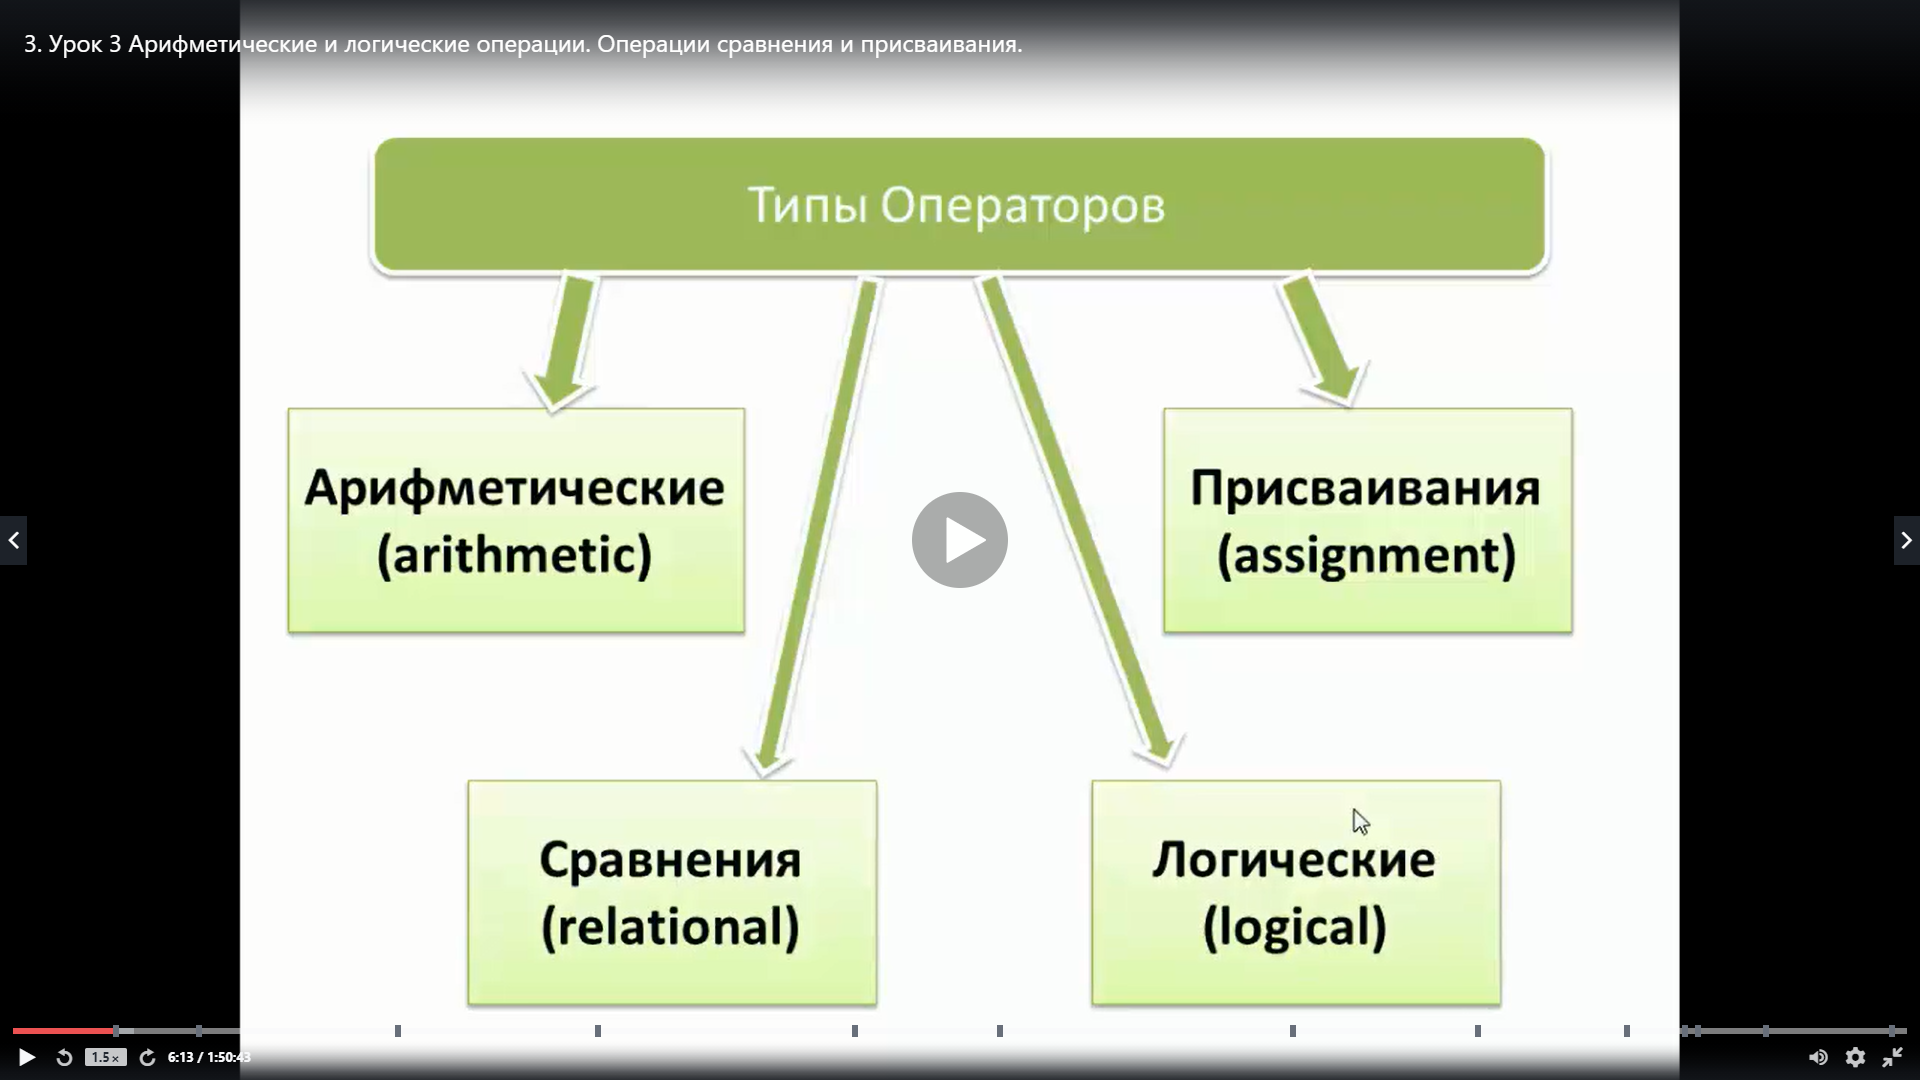 3. Урок 3 Арифметические и логические операции. Операции сравнения и присваивания.
Типы Операторов
Арифметические
(arithmetic)
Присваивания
(assignment)
Сравнения
(relational)
Логические
(logical)
1.5×
6:13 / 1:50:43